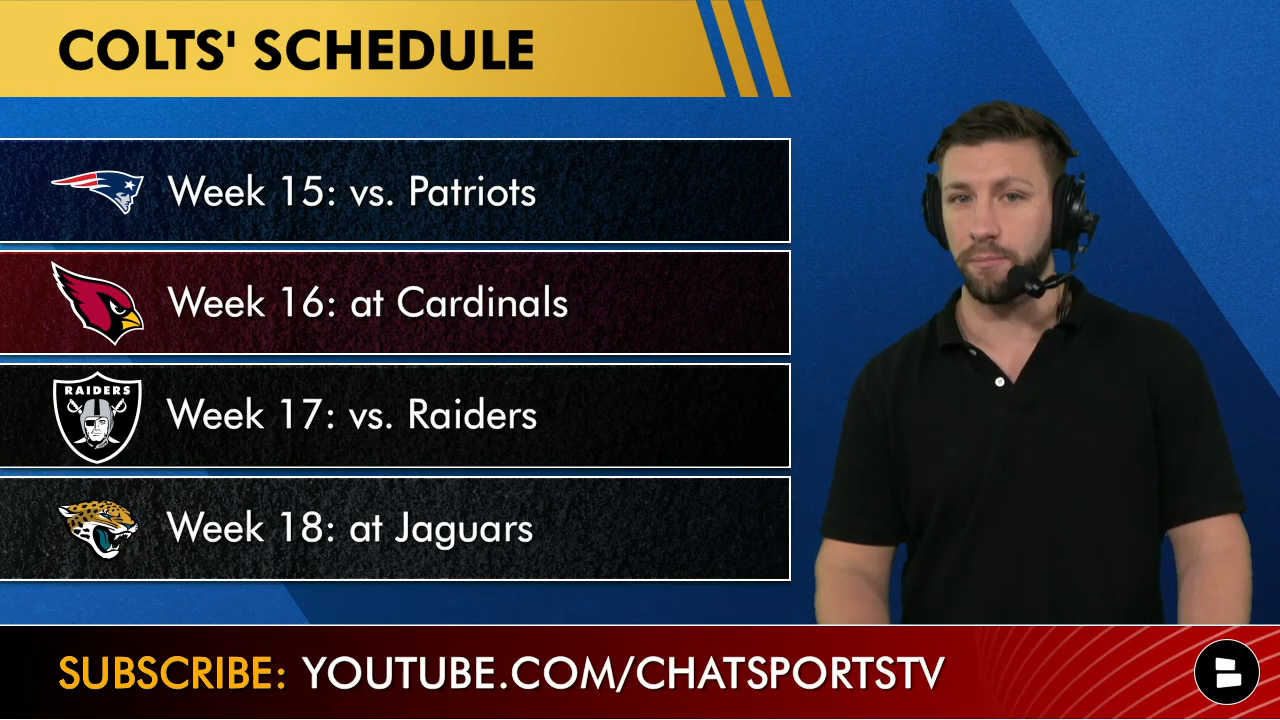 COLTS' SCHEDULE
Week 15: vs. Patriots
Week 16: at Cardinals
RAIDERS
Week 17: vs. Raiders
Week 18: at Jaguars
SUBSCRIBE: YOUTUBE.COM/CHATSPORTSTV